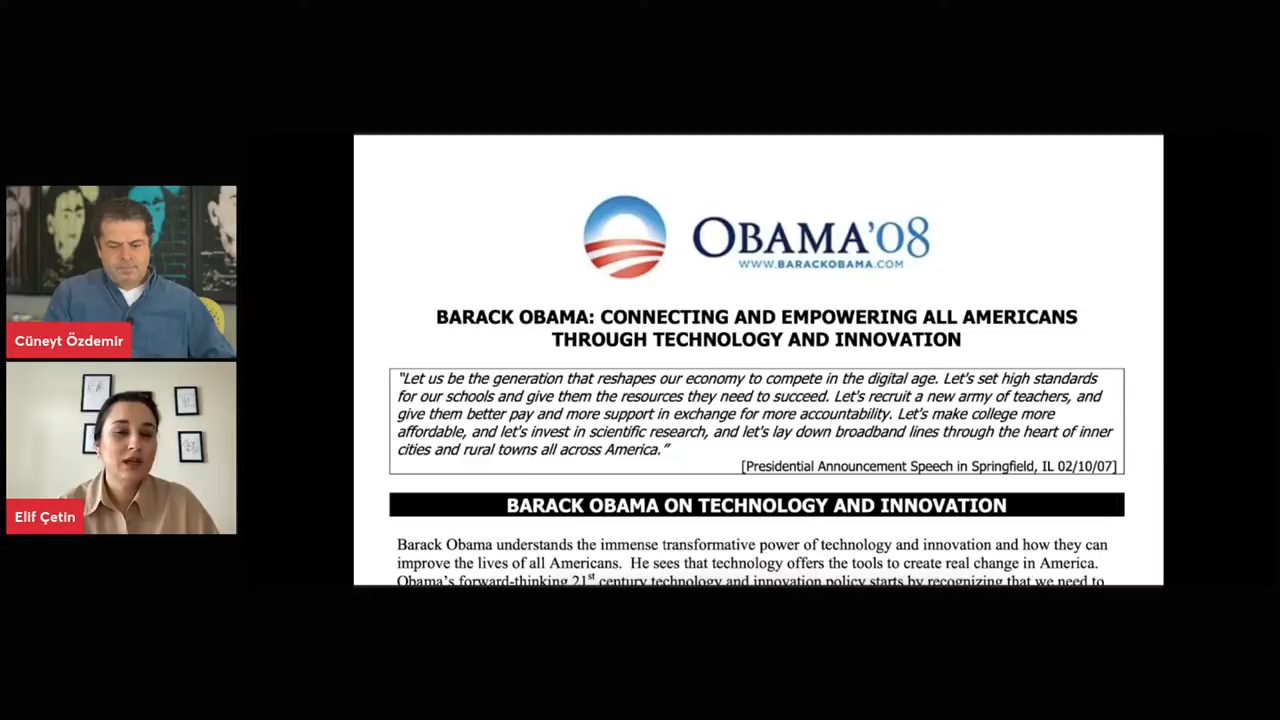 Cüneyt Özdemir
Elif Çetin
OBAMA'08
WWW.BARACKOBAMA.COM
BARACK OBAMA: CONNECTING AND EMPOWERING ALL AMERICANS
THROUGH TECHNOLOGY AND INNOVATION
"Let us be the generation that reshapes our economy to compete in the digital age. Let's set high standards
for our schools and give them the resources they need to succeed. Let's recruit a new army of teachers, and
give them better pay and more support in exchange for more accountability. Let's make college more
affordable, and let's invest in scientific research, and let's lay down broadband lines through the heart of inner
cities and rural towns all across America."
[Presidential Announcement Speech in Springfield, IL 02/10/07]
BARACK OBAMA ON TECHNOLOGY AND INNOVATION
Barack Obama understands the immense transformative power of technology and innovation and how they can
improve the lives of all Americans. He sees that technology offers the tools to create real change in America.
Obama's forward-thinking 21st century technology and innovation policy starts by recognizing that we need to